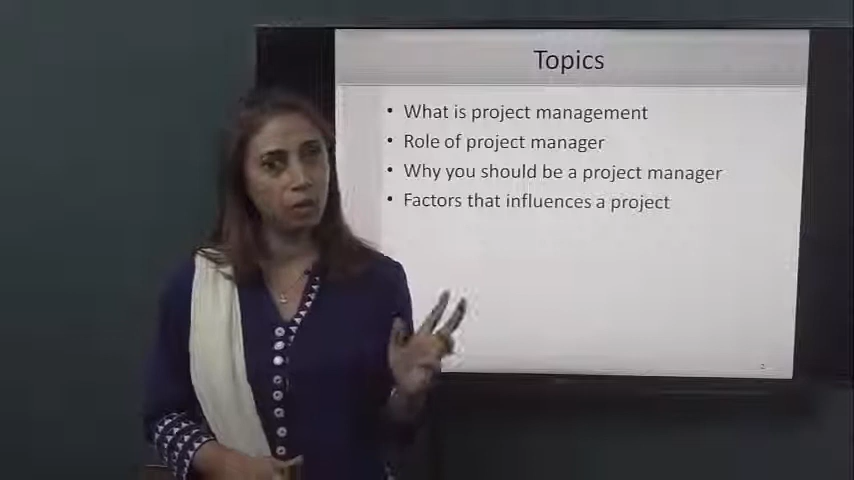 Topics
• What is project management
• Role of project manager
• Why you should be a project manager
• Factors that influences a project
2